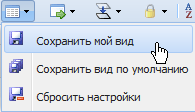 A
Z
Сохранить мой вид
Сохранить вид по умолчанию
Сбросить настройки